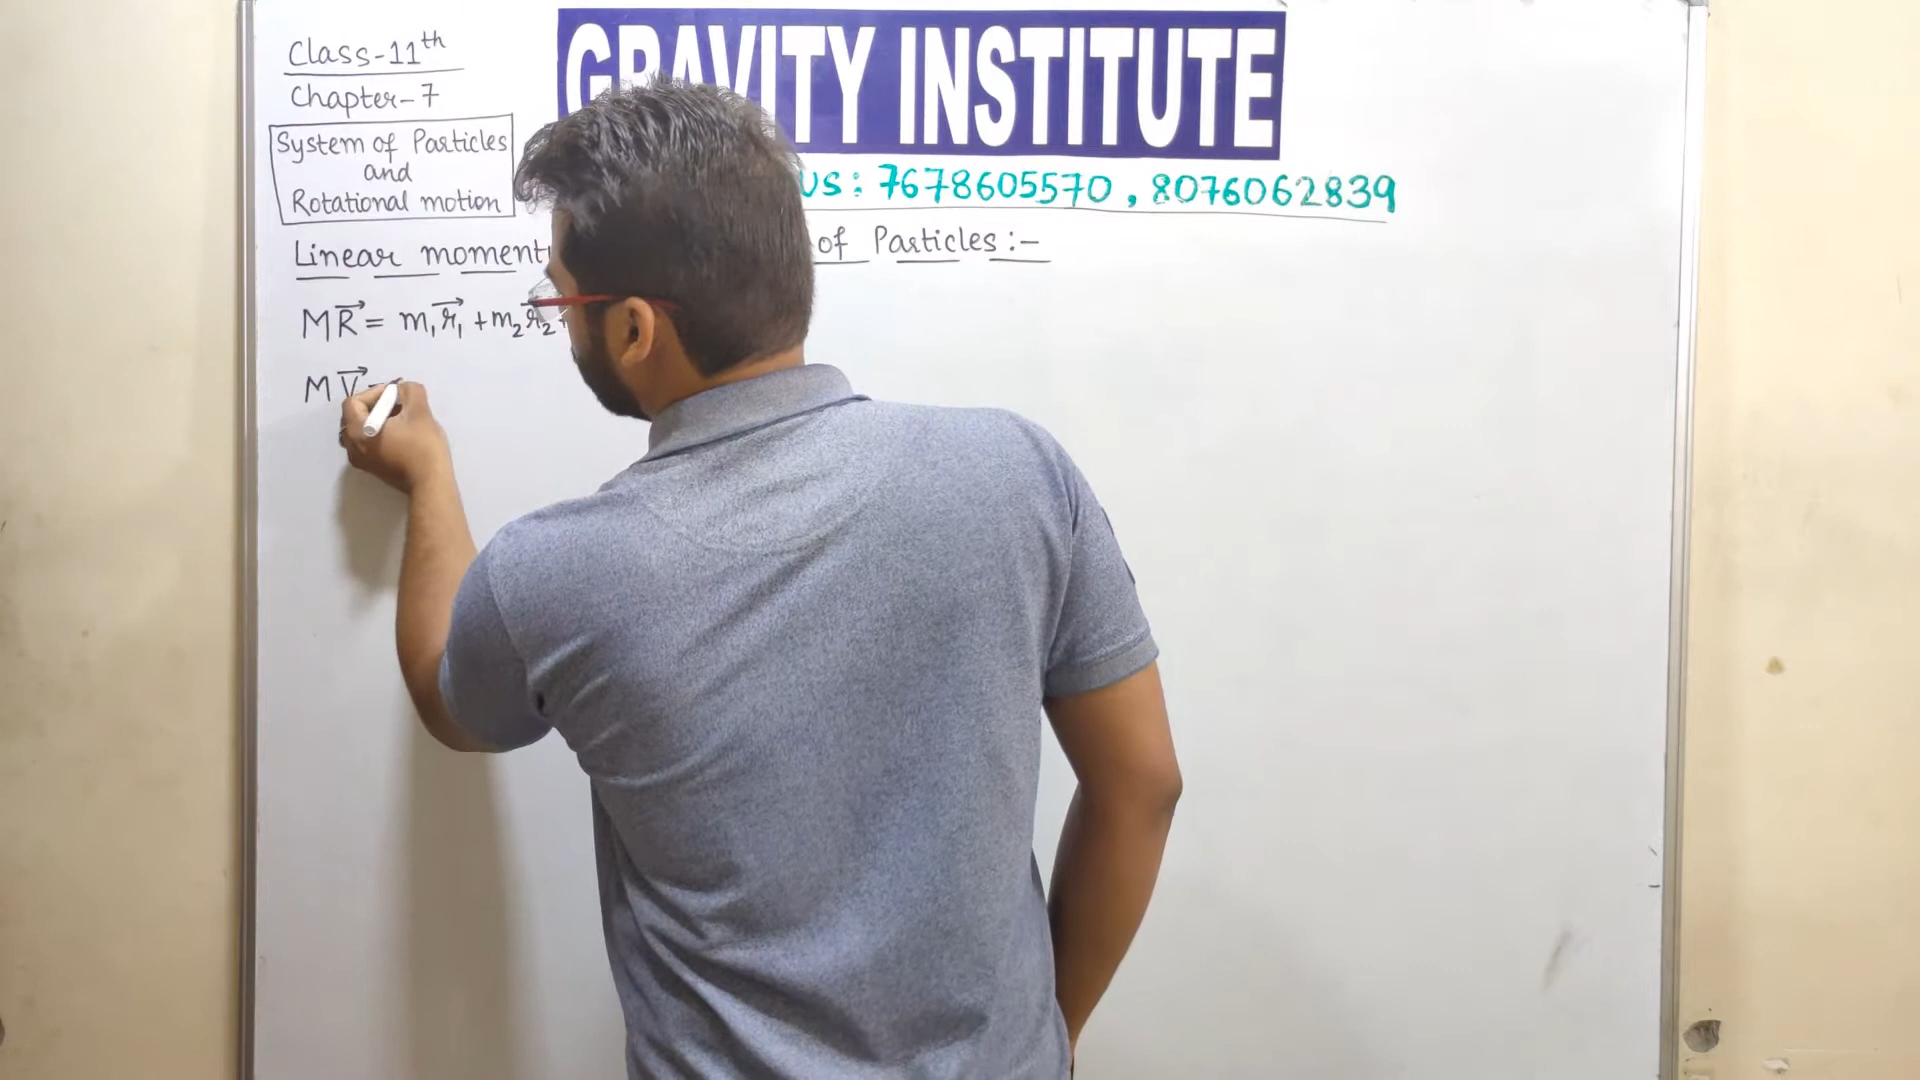 Class-11th
Chapter-7
System of Particles
and
Rotational motion
GRAVITY INSTITUTE
us: 7678605570, 8076062839
Linear moment of Particles:-
MR⃗ = m₁r⃗₁ + m₂r⃗₂ +
MV⃗ =